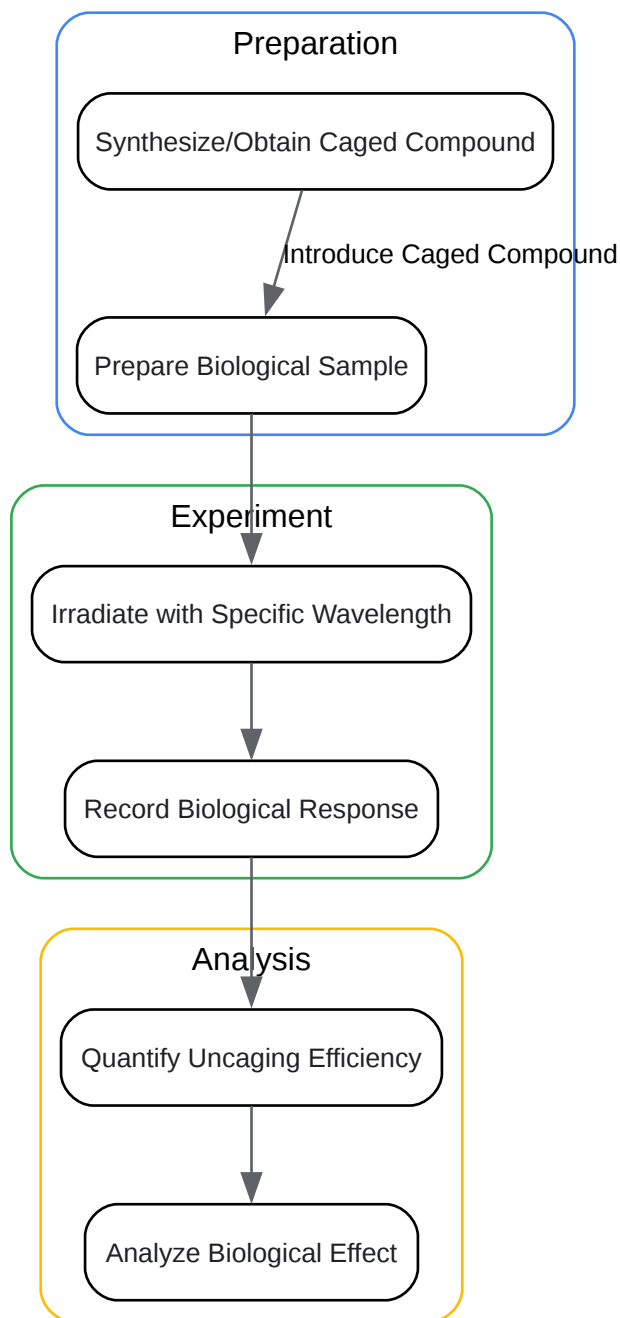 Preparation
Synthesize/Obtain Caged Compound
Introduce Caged Compound
Prepare Biological Sample
Experiment
Irradiate with Specific Wavelength
Record Biological Response
Analysis
Quantify Uncaging Efficiency
Analyze Biological Effect